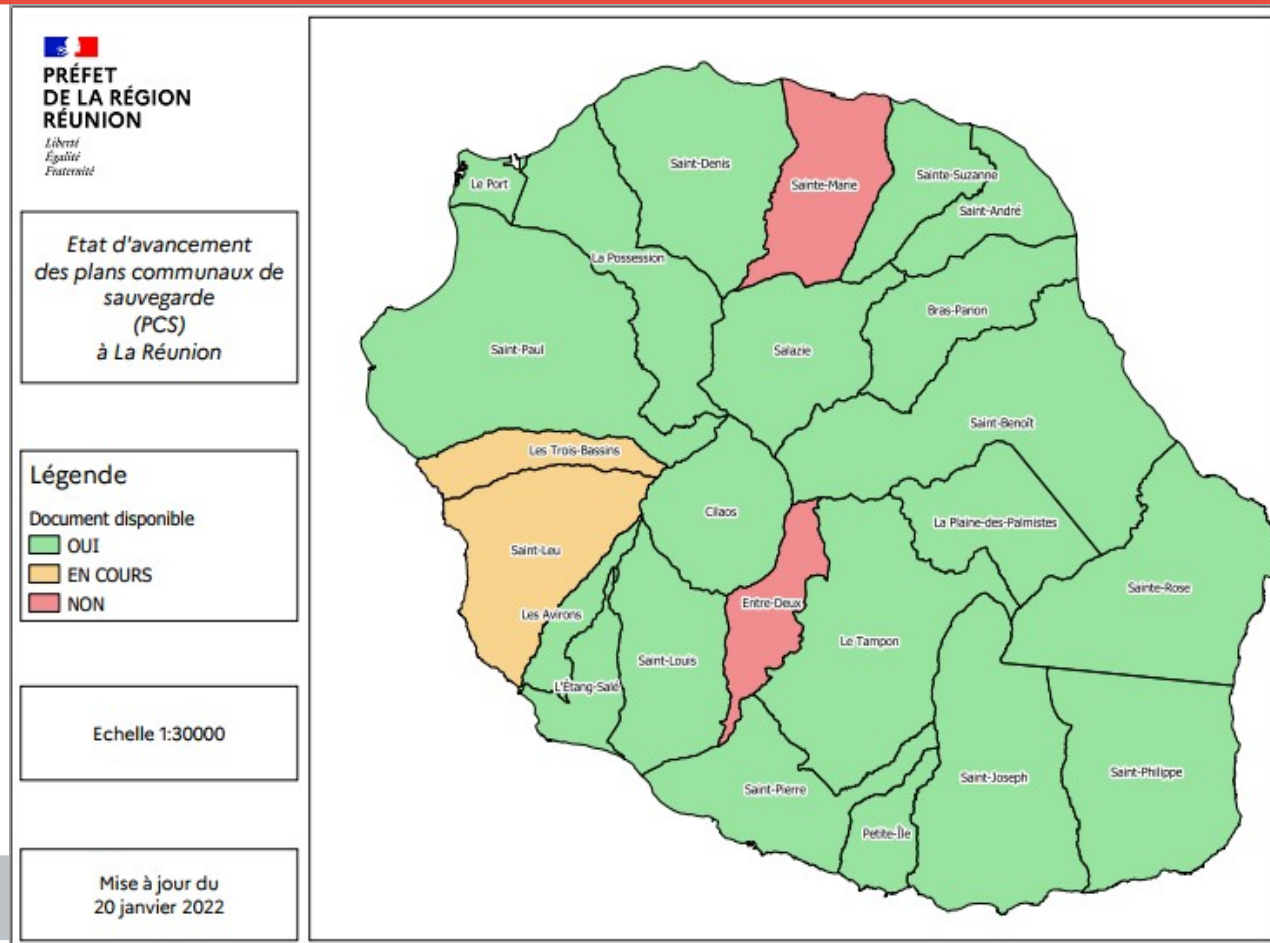 PRÉFET
DE LA RÉGION
RÉUNION
Liberté
Égalité
Fraternité
Etat d'avancement
des plans communaux de
sauvegarde
(PCS)
à La Réunion
Légende
Document disponible
OUI
EN COURS
NON
Echelle 1:30000
Mise à jour du
20 janvier 2022
Saint-Denis
Le Port
Sainte-Marie
Sainte-Suzanne
Saint-André
La Possession
Bras-Panon
Saint-Paul
Salazie
Saint-Benoît
Les Trois-Bassins
Cilaos
La Plaine-des-Palmistes
Saint-Leu
Sainte-Rose
Entre-Deux
Les Avirons
Le Tampon
Saint-Louis
L'Étang-Salé
Saint-Philippe
Saint-Joseph
Saint-Pierre
Petite-Île